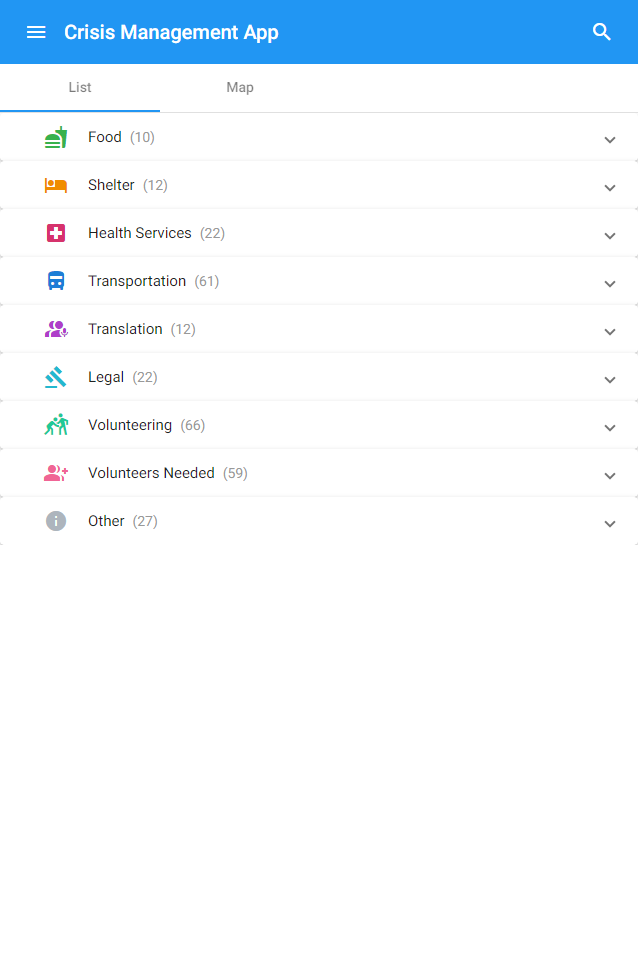 Crisis Management App
List Map
Food (10)
Shelter (12)
Health Services (22)
Transportation (61)
Translation (12)
Legal (22)
Volunteering (66)
Volunteers Needed (59)
Other (27)